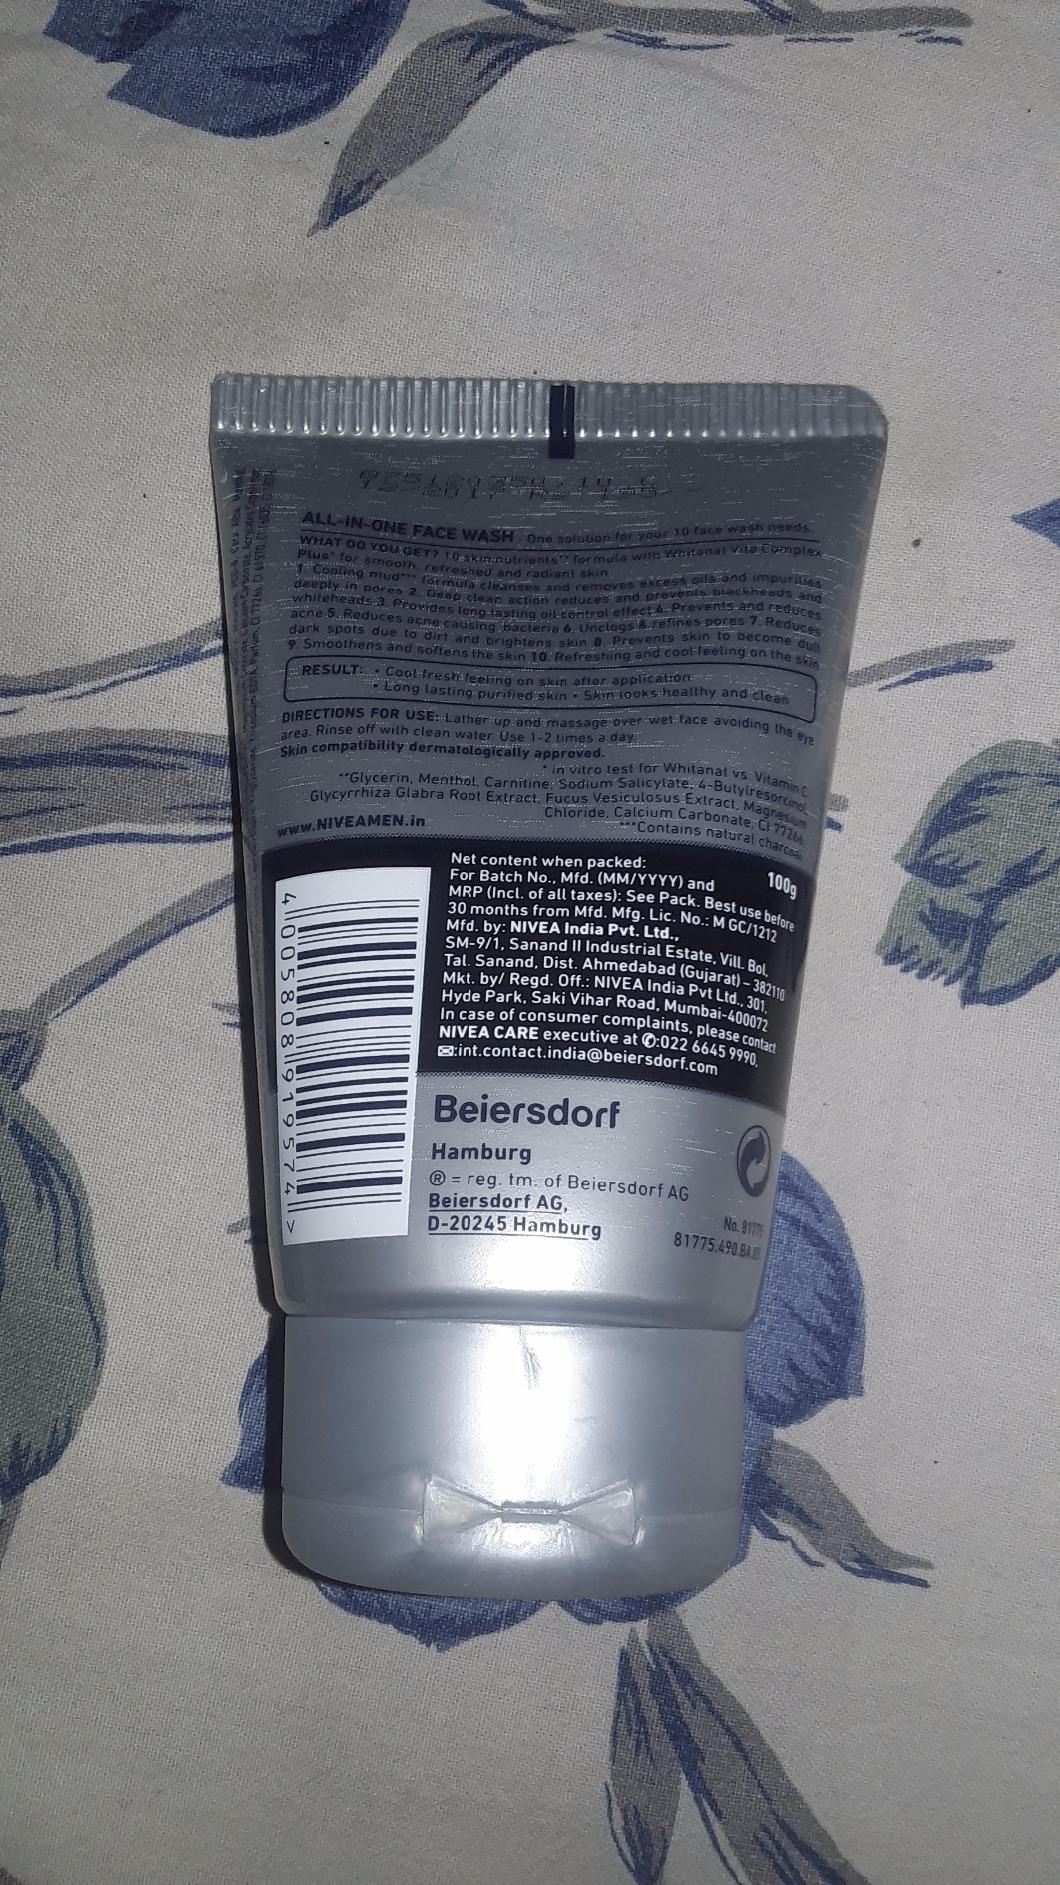 ALL-IN-ONE FACE WASH - One solution for your 10 face wash needs.
WHAT DO YOU GET? 10 skin nutrients** formula with Whitanat Vita Complex
Plus* for smooth, refreshed and radiant skin
1. Cooling mud*** formula cleanses and removes excess oils and impurities
deeply in pores 2. Deep clean action reduces and prevents blackheads and
whiteheads 3. Provides long lasting oil control effect 4. Prevents and reduces
acne 5. Reduces acne causing bacteria 6. Unclogs & refines pores 7. Reduces
dark spots due to dirt and brightens skin 8. Prevents skin to become dull
9. Smoothens and softens the skin 10. Refreshing and cool feeling on the skin
RESULT: • Cool fresh feeling on skin after application
• Long lasting purified skin • Skin looks healthy and clean
DIRECTIONS FOR USE: Lather up and massage over wet face avoiding the eye
area. Rinse off with clean water. Use 1-2 times a day.
Skin compatibility dermatologically approved.
* in vitro test for Whitanat vs. Vitamin C
**Glycerin, Menthol, Carnitine, Sodium Salicylate, 4-Butylresorcinol,
Glycyrrhiza Glabra Root Extract, Fucus Vesiculosus Extract, Magnesium
Chloride, Calcium Carbonate, CI 77266
***Contains natural charcoal
www.NIVEAMEN.in
Net content when packed: 100g
For Batch No., Mfd. (MM/YYYY) and
MRP (Incl. of all taxes): See Pack. Best use before
30 months from Mfd. Mfg. Lic. No.: M GC/1212
Mfd. by: NIVEA India Pvt. Ltd.,
SM-9/1, Sanand II Industrial Estate, Vill. Bol,
Tal. Sanand, Dist. Ahmedabad (Gujarat) – 382110
Mkt. by/ Regd. Off.: NIVEA India Pvt Ltd., 301,
Hyde Park, Saki Vihar Road, Mumbai-400072
In case of consumer complaints, please contact
NIVEA CARE executive at ✆:022 6645 9990,
✉:int.contact.india@beiersdorf.com
4 005808 919574 >
Beiersdorf
Hamburg
® = reg. tm. of Beiersdorf AG
Beiersdorf AG,
D-20245 Hamburg
No.
81775.490.BA.05